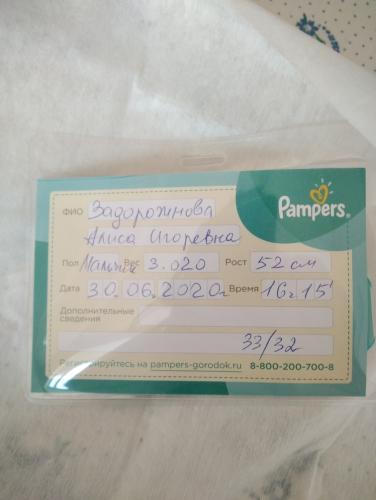 Pampers
ФИО Задорожнова
Алиса Игоревна
Пол Мальчик Вес 3.020 Рост 52 см
Дата 30.06.2020г Время 16ч 15'
Дополнительные
сведения
33/32
Регистрируйтесь на pampers-gorodok.ru 8-800-200-700-8